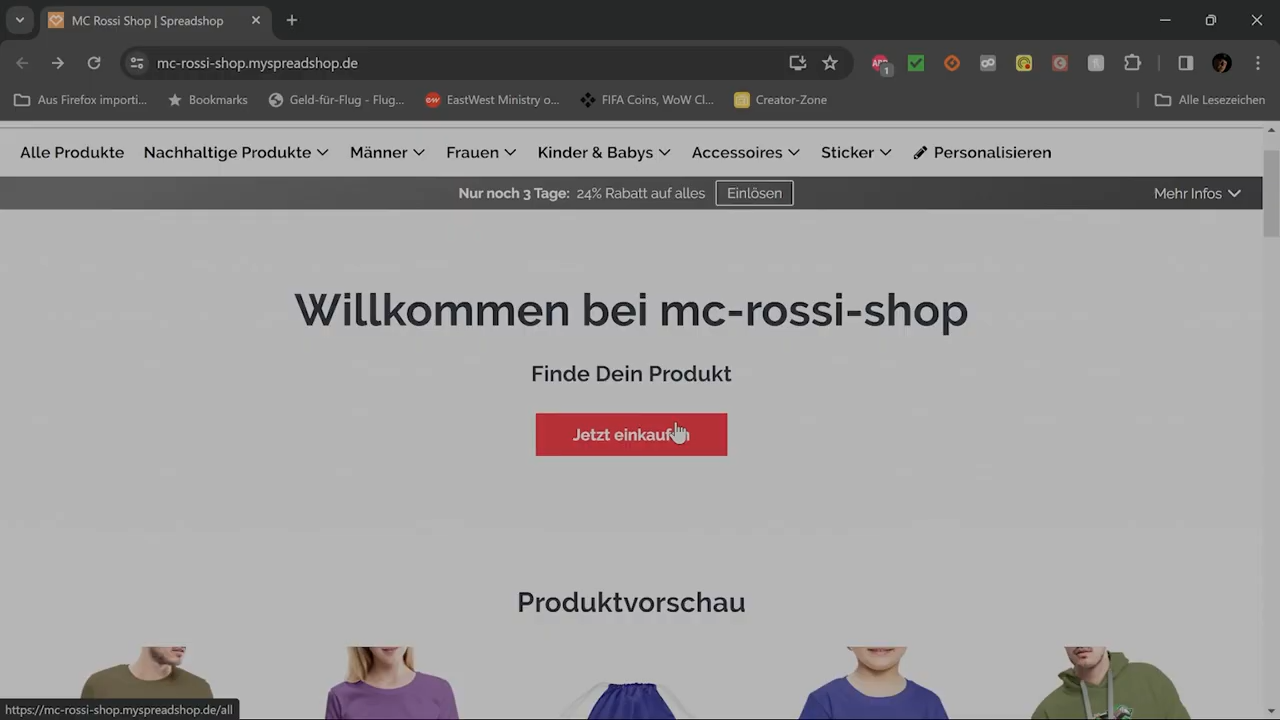 MC Rossi Shop | Spreadshop
mc-rossi-shop.myspreadshop.de
1
Aus Firefox importi...
Bookmarks
Geld-für-Flug - Flug...
EastWest Ministry o...
FIFA Coins, WoW Cl...
Creator-Zone
Alle Lesezeichen
Alle Produkte
Nachhaltige Produkte
Männer
Frauen
Kinder & Babys
Accessoires
Sticker
Personalisieren
Nur noch 3 Tage: 24% Rabatt auf alles
Einlösen
Mehr Infos
Willkommen bei mc-rossi-shop
Finde Dein Produkt
Jetzt einkaufen
Produktvorschau
https://mc-rossi-shop.myspreadshop.de/all